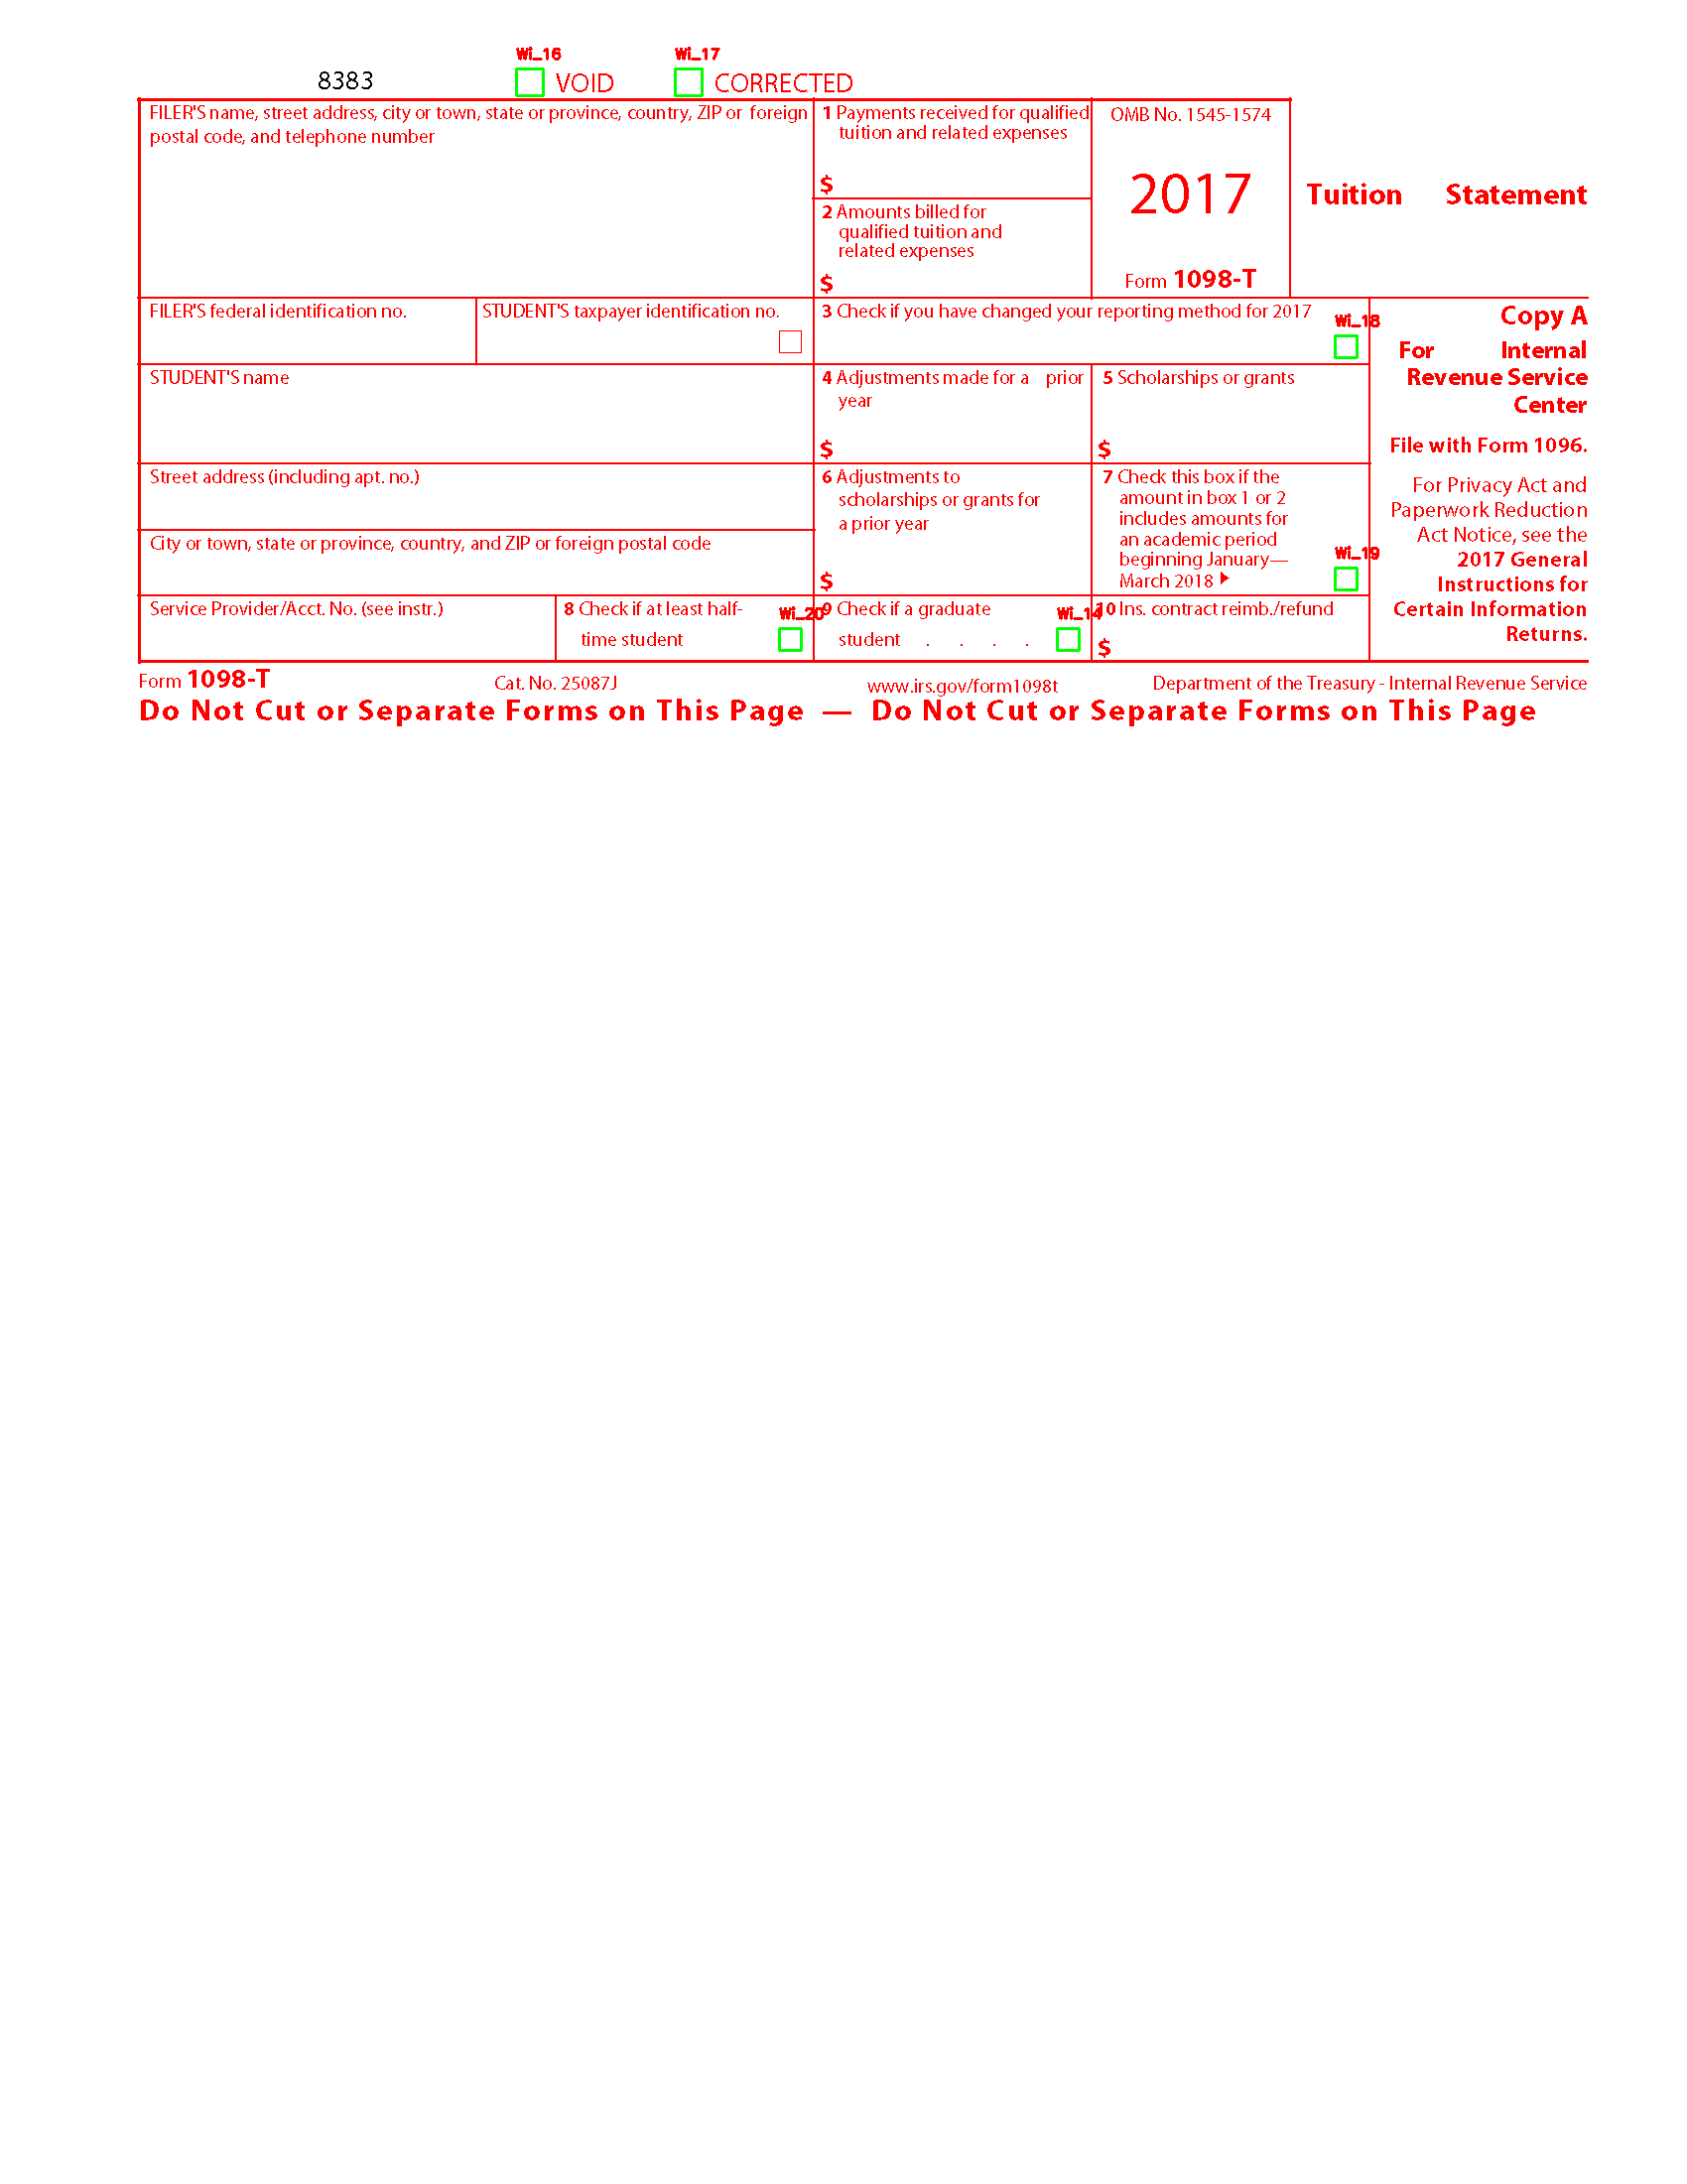 Wi_16 Wi_17
8383 VOID CORRECTED
FILER'S name, street address, city or town, state or province, country, ZIP or foreign
postal code, and telephone number
1 Payments received for qualified
tuition and related expenses
$
2 Amounts billed for
qualified tuition and
related expenses
$
OMB No. 1545-1574
2017
Form 1098-T
Tuition Statement
FILER'S federal identification no.
STUDENT'S taxpayer identification no.
3 Check if you have changed your reporting method for 2017
Wi_18
Copy A
For Internal
Revenue Service
Center
File with Form 1096.
For Privacy Act and
Paperwork Reduction
Act Notice, see the
2017 General
Instructions for
Certain Information
Returns.
STUDENT'S name
4 Adjustments made for a prior
year
$
5 Scholarships or grants
$
Street address (including apt. no.)
6 Adjustments to
scholarships or grants for
a prior year
$
7 Check this box if the
amount in box 1 or 2
includes amounts for
an academic period
beginning January—
March 2018
Wi_19
City or town, state or province, country, and ZIP or foreign postal code
Service Provider/Acct. No. (see instr.)
8 Check if at least half-
time student
Wi_20
9 Check if a graduate
student . . . .
Wi_14
10 Ins. contract reimb./refund
$
Form 1098-T Cat. No. 25087J www.irs.gov/form1098t Department of the Treasury - Internal Revenue Service
Do Not Cut or Separate Forms on This Page — Do Not Cut or Separate Forms on This Page